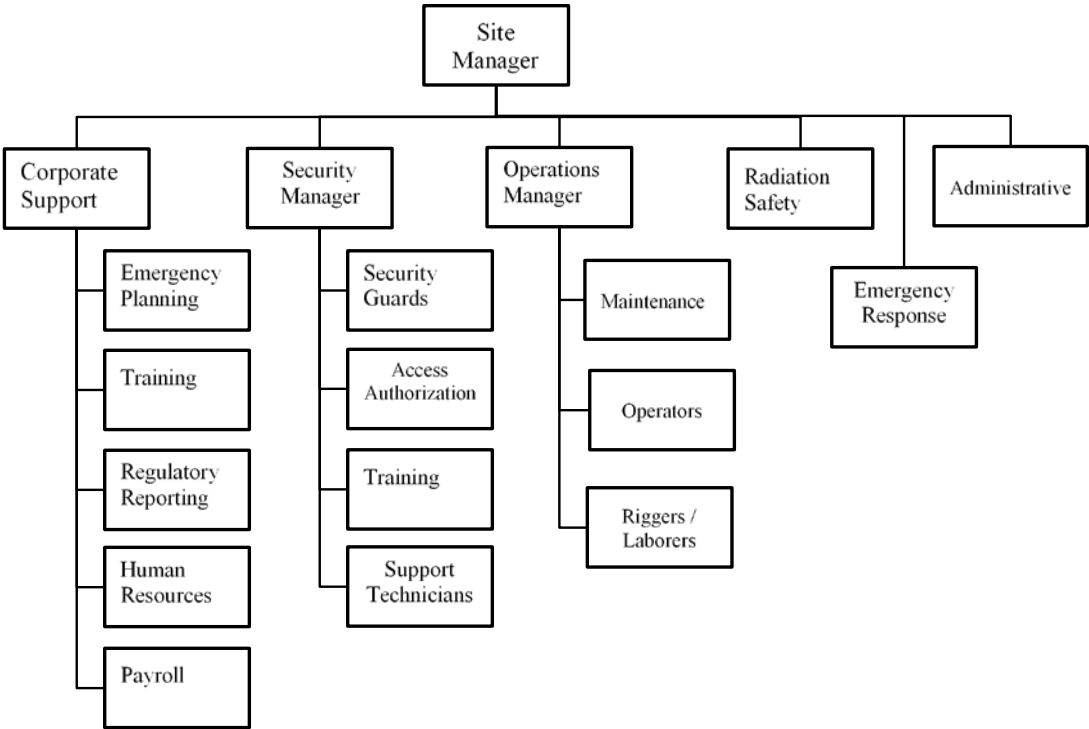 Site
Manager
Corporate
Support
Security
Manager
Operations
Manager
Radiation
Safety
Administrative
Emergency
Planning
Security
Guards
Maintenance
Emergency
Response
Training
Access
Authorization
Operators
Regulatory
Reporting
Training
Riggers /
Laborers
Human
Resources
Support
Technicians
Payroll